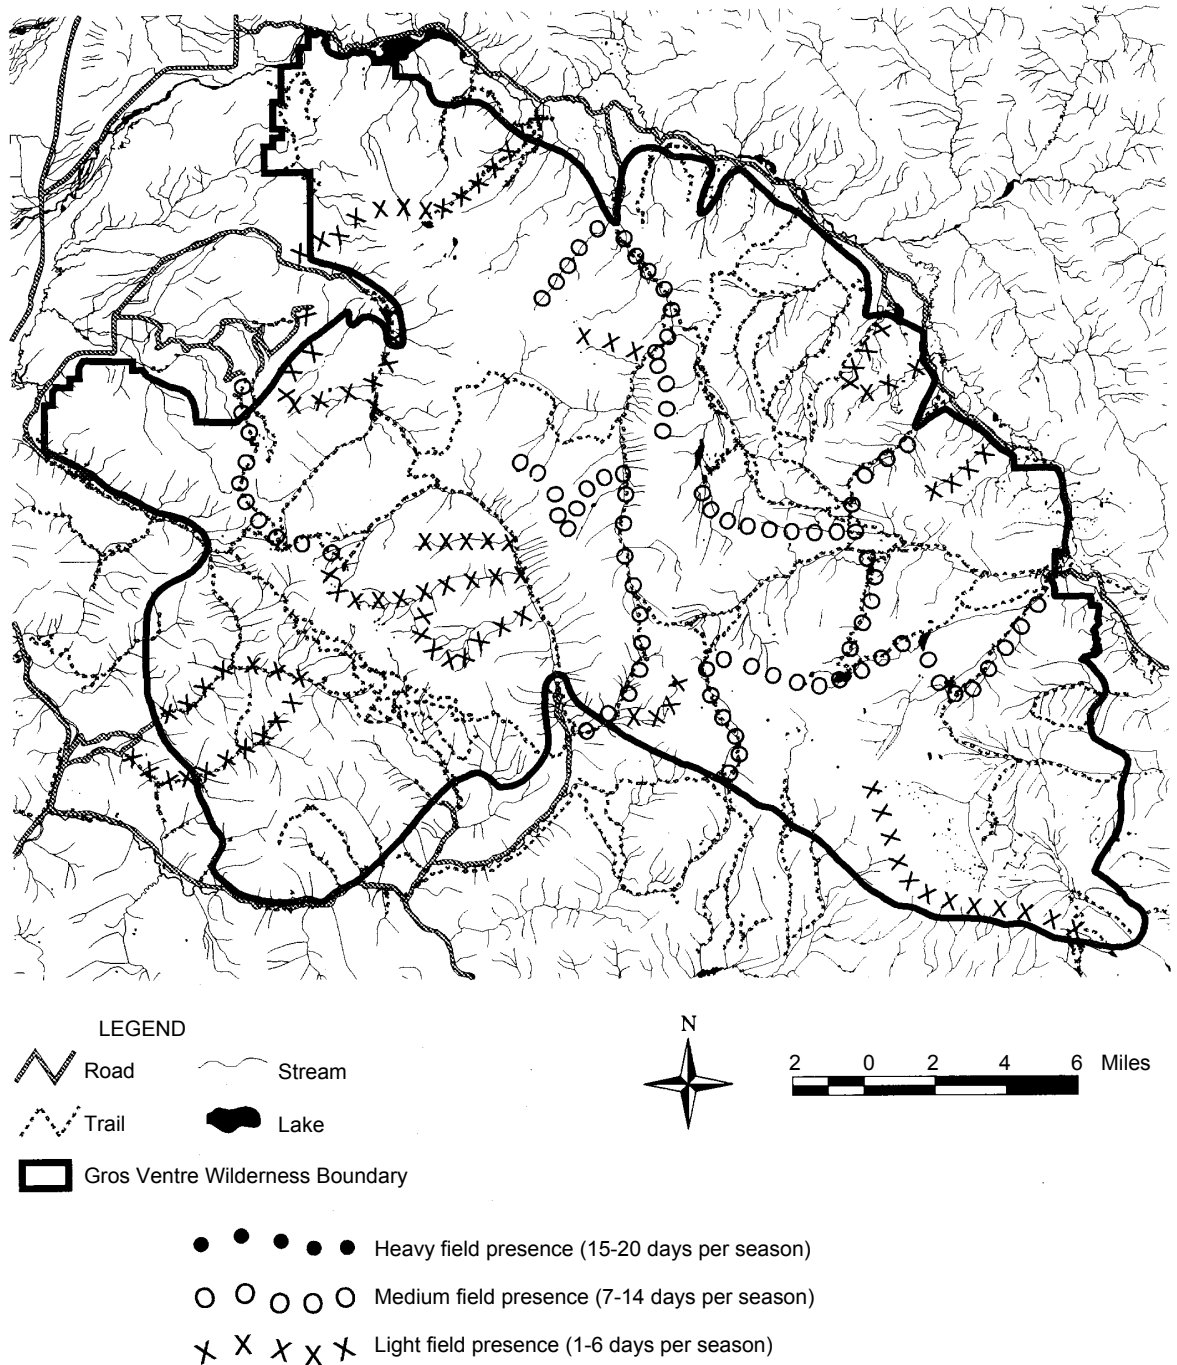 LEGEND
Road
Stream
Trail
Lake
Gros Ventre Wilderness Boundary
N
2 0 2 4 6 Miles
Heavy field presence (15-20 days per season)
Medium field presence (7-14 days per season)
Light field presence (1-6 days per season)